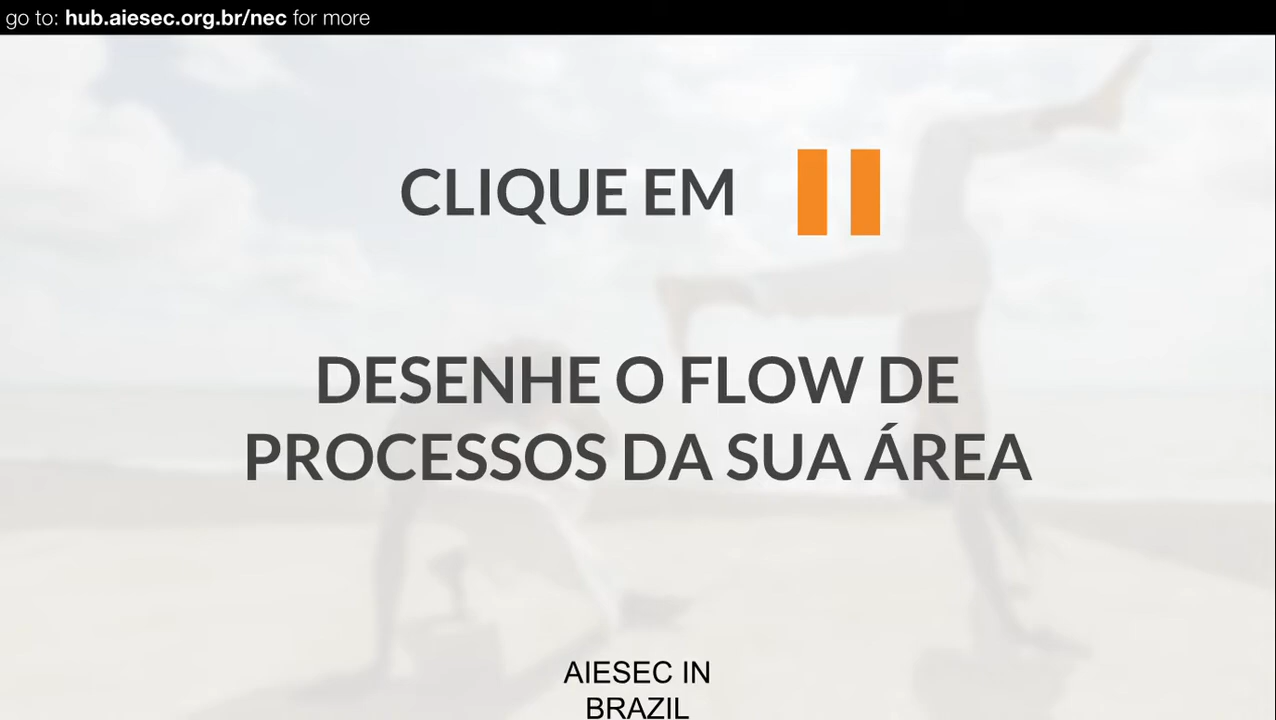 go to: hub.aiesec.org.br/nec for more
CLIQUE EM
DESENHE O FLOW DE
PROCESSOS DA SUA ÁREA
AIESEC IN
BRAZIL